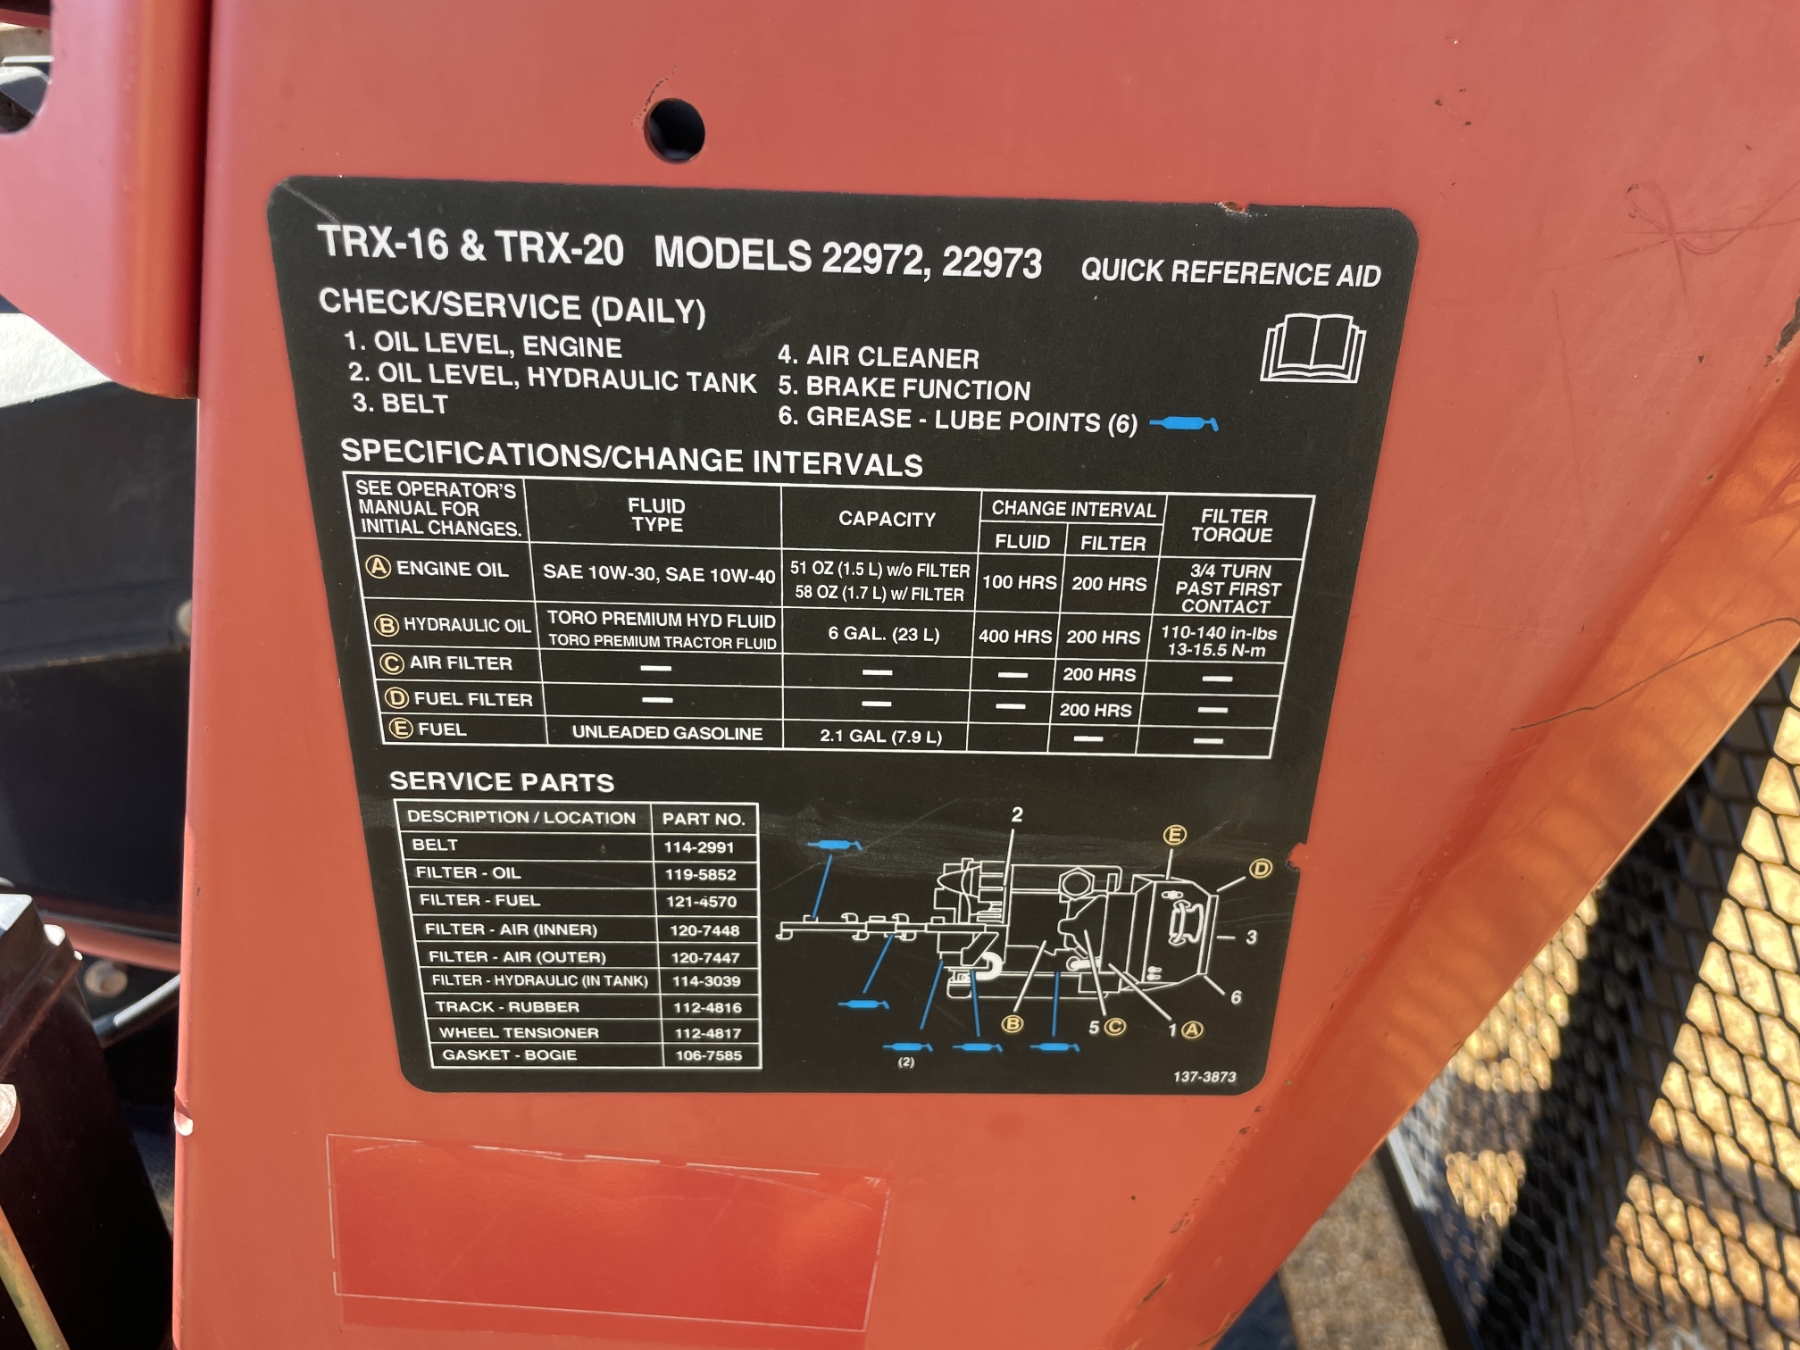 TRX-16 & TRX-20 MODELS 22972, 22973 QUICK REFERENCE AID
CHECK/SERVICE (DAILY)
1. OIL LEVEL, ENGINE
2. OIL LEVEL, HYDRAULIC TANK
3. BELT
4. AIR CLEANER
5. BRAKE FUNCTION
6. GREASE - LUBE POINTS (6)
SPECIFICATIONS/CHANGE INTERVALS
SEE OPERATOR'S
MANUAL FOR
INITIAL CHANGES.
FLUID
TYPE
CAPACITY
CHANGE INTERVAL
FLUID
FILTER
FILTER
TORQUE
A ENGINE OIL
SAE 10W-30, SAE 10W-40
51 OZ (1.5 L) w/o FILTER
58 OZ (1.7 L) w/ FILTER
100 HRS
200 HRS
3/4 TURN
PAST FIRST
CONTACT
B HYDRAULIC OIL
TORO PREMIUM HYD FLUID
TORO PREMIUM TRACTOR FLUID
6 GAL. (23 L)
400 HRS
200 HRS
110-140 in-lbs
13-15.5 N-m
C AIR FILTER
—
—
—
200 HRS
—
D FUEL FILTER
—
—
—
200 HRS
—
E FUEL
UNLEADED GASOLINE
2.1 GAL (7.9 L)
—
—
SERVICE PARTS
DESCRIPTION / LOCATION PART NO.
BELT 114-2991
FILTER - OIL 119-5852
FILTER - FUEL 121-4570
FILTER - AIR (INNER) 120-7448
FILTER - AIR (OUTER) 120-7447
FILTER - HYDRAULIC (IN TANK) 114-3039
TRACK - RUBBER 112-4816
WHEEL TENSIONER 112-4817
GASKET - BOGIE 106-7585
2
E
D
3
6
B
5 C
1 A
(2)
137-3873